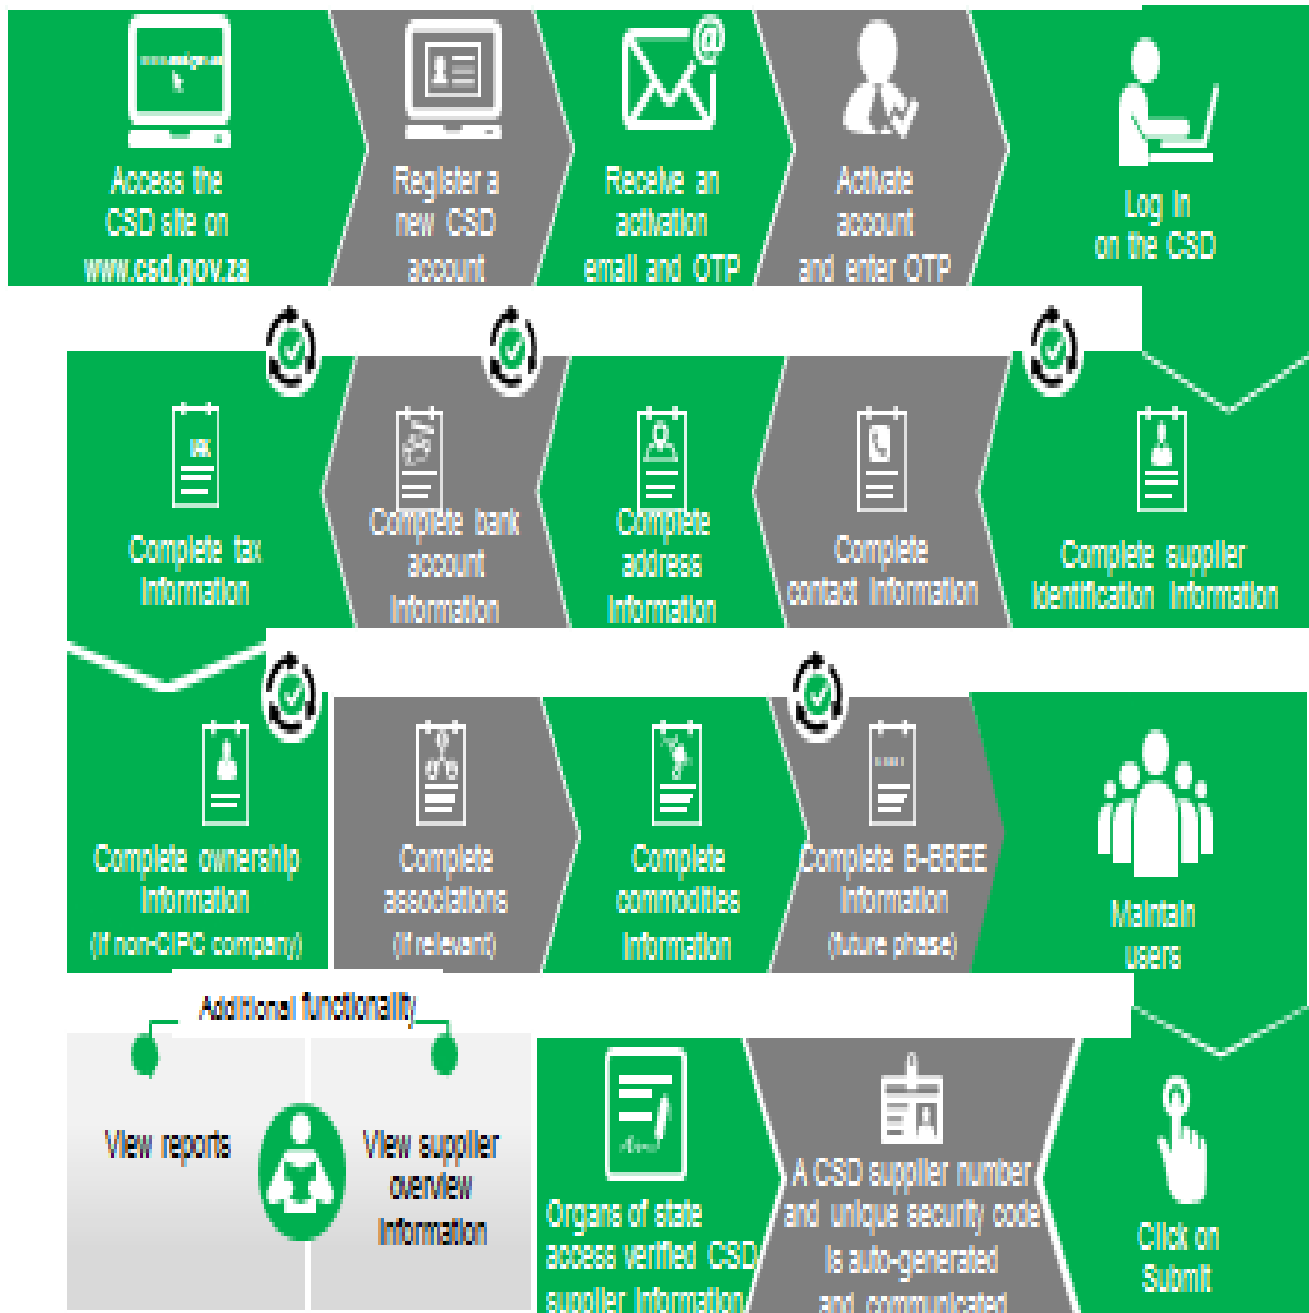 Access the
CSD site on
www.csd.gov.za
Register a
new CSD
account
Receive an
activation
email and OTP
Activate
account
and enter OTP
Log in
on the CSD
Complete tax
Information
Complete bank
account
Information
Complete
address
Information
Complete
contact Information
Complete supplier
Identification Information
Complete ownership
Information
(If non-CIPC company)
Complete
associations
(If relevant)
Complete
commodities
Information
Complete B-BBEE
Information
(future phase)
Maintain
users
Additional functionality
View reports
View supplier
overview
Information
Organs of state
access verified CSD
supplier Information
A CSD supplier number
and unique security code
is auto-generated
and communicated
Click on
Submit